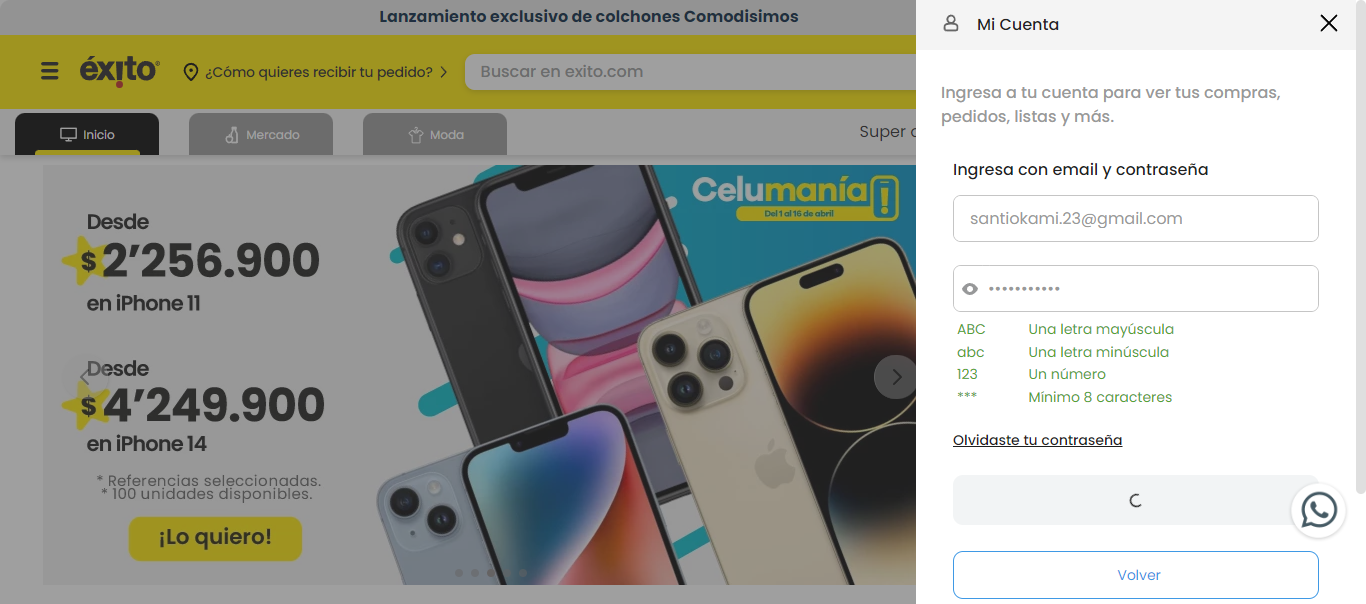 Lanzamiento exclusivo de colchones Comodisimos
éxito
¿Cómo quieres recibir tu pedido?
Buscar en exito.com
Inicio
Mercado
Moda
Super
Desde
$2’256.900
en iPhone 11
Desde
$4’249.900
en iPhone 14
* Referencias seleccionadas.
* 100 unidades disponibles.
¡Lo quiero!
Celumanía
Del 1 al 16 de abril
Mi Cuenta
Ingresa a tu cuenta para ver tus compras,
pedidos, listas y más.
Ingresa con email y contraseña
santiokami.23@gmail.com
•••••••••••
ABC Una letra mayúscula
abc Una letra minúscula
123 Un número
*** Mínimo 8 caracteres
Olvidaste tu contraseña
Volver